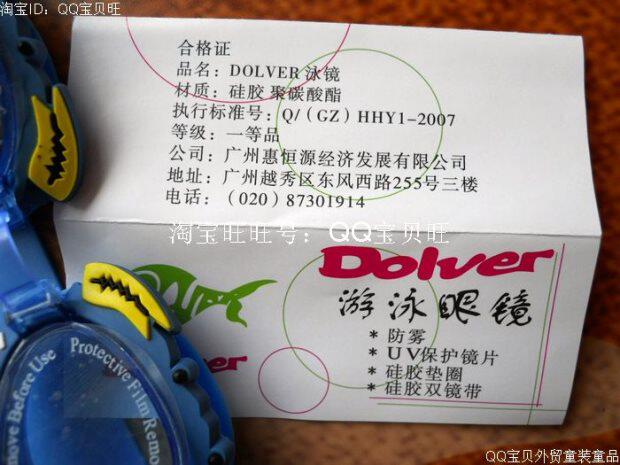 淘宝ID：QQ宝贝旺
合格证
品名：DOLVER 泳镜
材质：硅胶 聚碳酸酯
执行标准号：Q/（GZ）HHY1-2007
等级：一等品
公司：广州惠恒源经济发展有限公司
地址：广州越秀区东风西路255号三楼
电话：（020）87301914
淘宝旺旺号：QQ宝贝旺
Dolver
游泳眼镜
* 防雾
* UV保护镜片
* 硅胶垫圈
* 硅胶双镜带
Before Use
Protective Film
QQ宝贝外贸童装童品